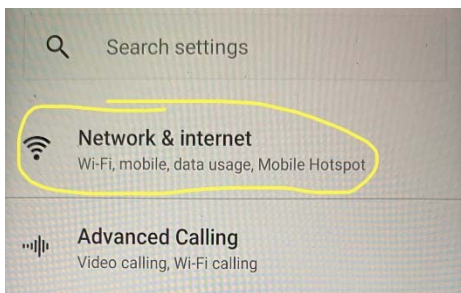 Search settings
Network & internet
Wi-Fi, mobile, data usage, Mobile Hotspot
Advanced Calling
Video calling, Wi-Fi calling